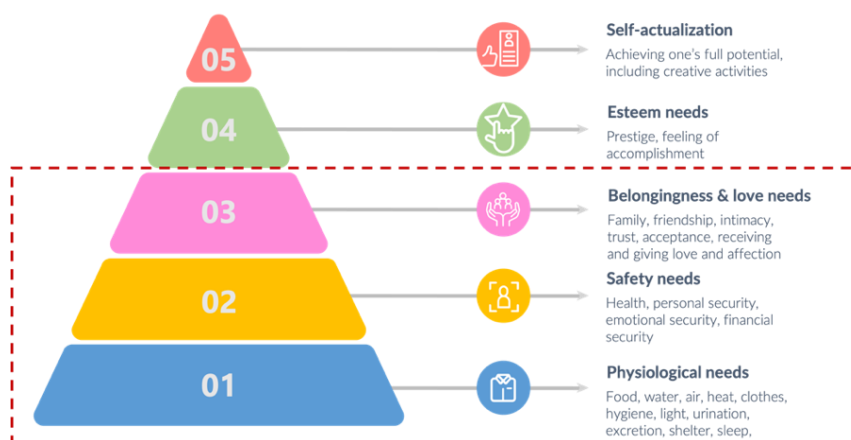 05
Self-actualization
Achieving one's full potential,
including creative activities
04
Esteem needs
Prestige, feeling of
accomplishment
03
Belongingness & love needs
Family, friendship, intimacy,
trust, acceptance, receiving
and giving love and affection
02
Safety needs
Health, personal security,
emotional security, financial
security
01
Physiological needs
Food, water, air, heat, clothes,
hygiene, light, urination,
excretion, shelter, sleep,